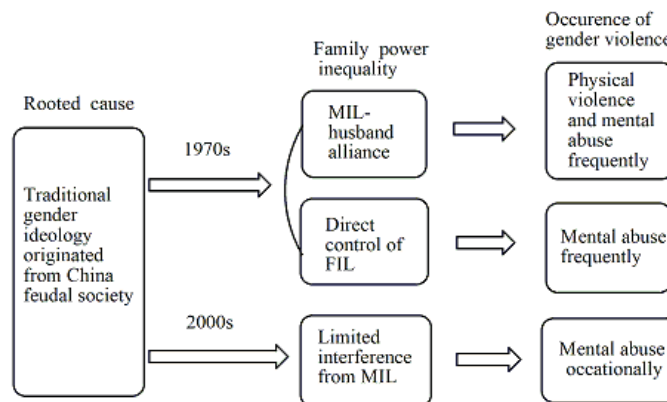 Occurence of
gender violence
Family power
inequality
Rooted cause
1970s
MIL-
husband
alliance
Physical
violence
and mental
abuse
frequently
Traditional
gender
ideology
originated
from China
feudal society
Direct
control of
FIL
Mental abuse
frequently
2000s
Limited
interference
from MIL
Mental abuse
occationally